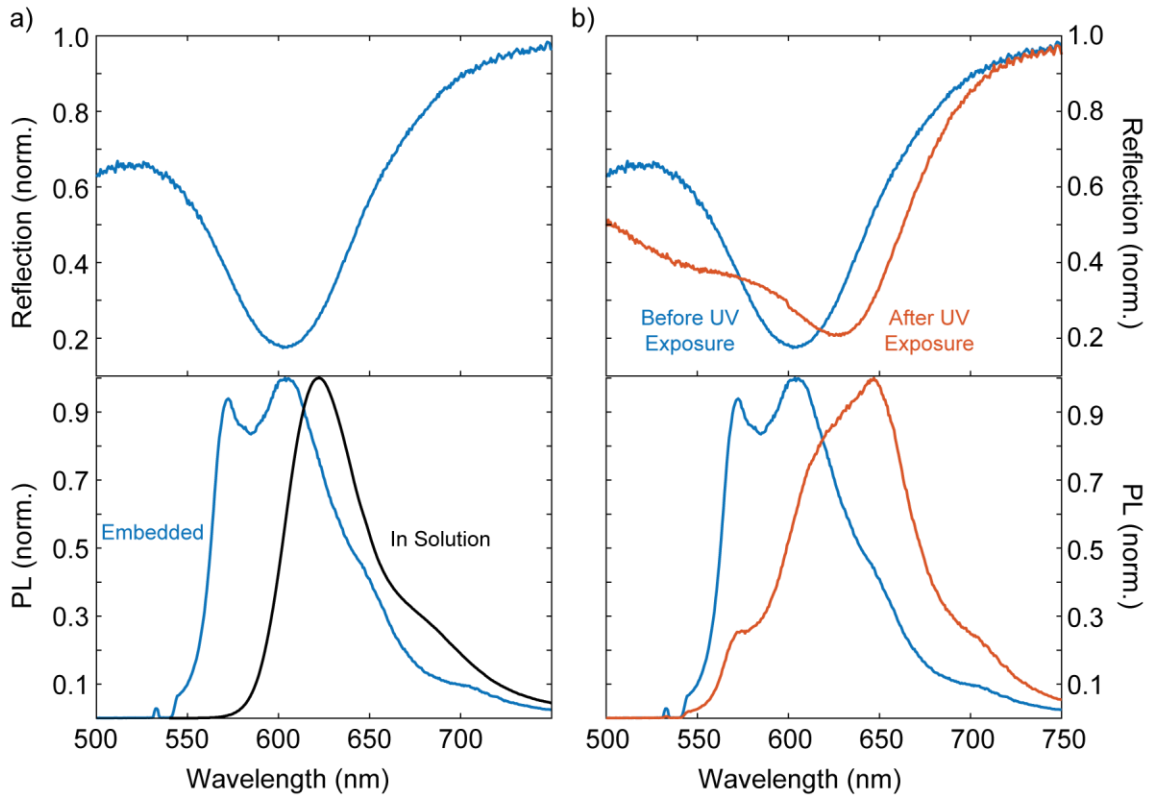 a)
b)
1.0
0.8
0.6
0.4
0.2
Reflection (norm.)
1.0
0.8
0.6
0.4
0.2
Reflection (norm.)
Before UV
Exposure
After UV
Exposure
0.9
0.7
0.5
0.3
0.1
PL (norm.)
Embedded
In Solution
0.9
0.7
0.5
0.3
0.1
PL (norm.)
500
550
600
650
700
Wavelength (nm)
500
550
600
650
700
750
Wavelength (nm)